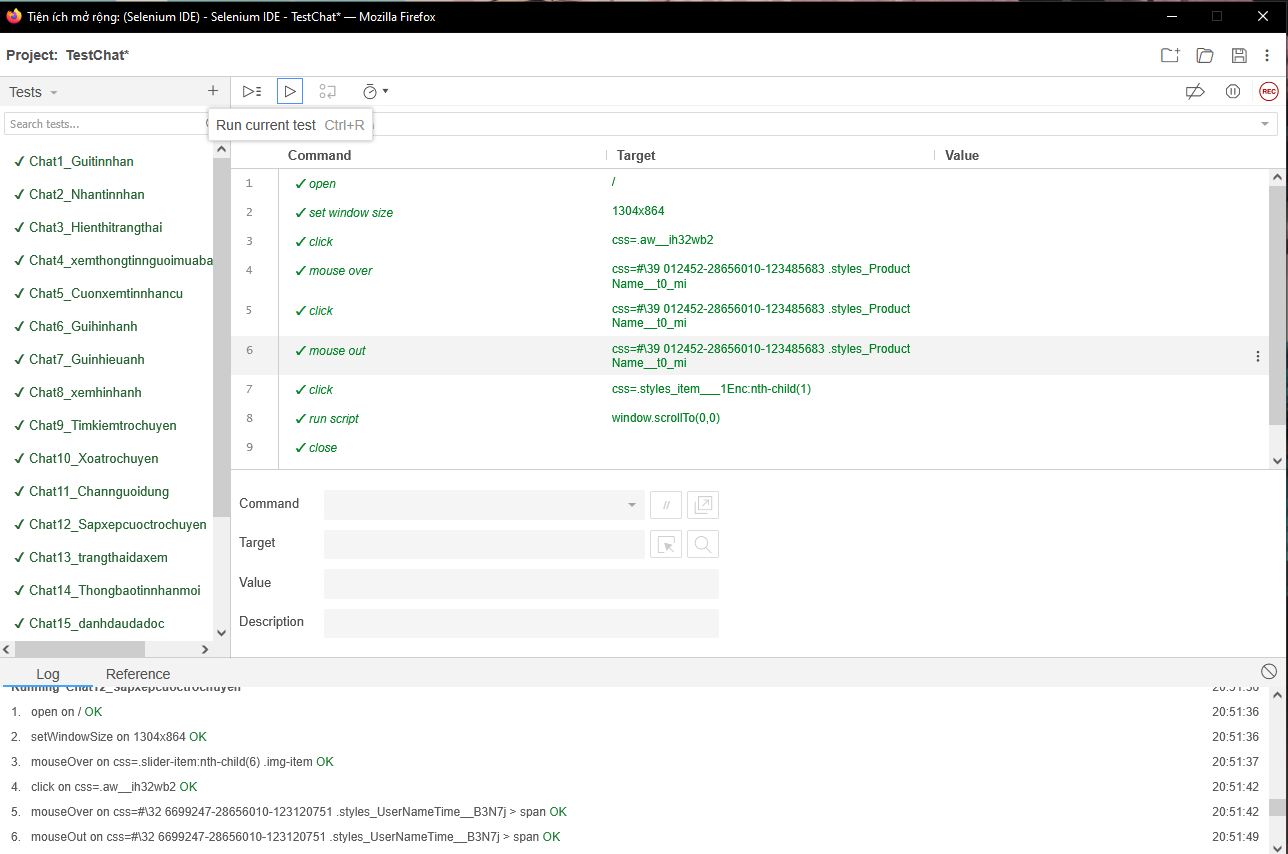 Tiện ích mở rộng: (Selenium IDE) - Selenium IDE - TestChat* — Mozilla Firefox
Project: TestChat*
Tests
REC
Search tests...
Run current test Ctrl+R
Command Target Value
✓ Chat1_Guitinnhan
✓ Chat2_Nhantinnhan
✓ Chat3_Hienthitrangthai
✓ Chat4_xemthongtinnguoimuaba
✓ Chat5_Cuonxemtinnhancu
✓ Chat6_Guihinhanh
✓ Chat7_Guinhieuanh
✓ Chat8_xemhinhanh
✓ Chat9_Timkiemtrochuyen
✓ Chat10_Xoatrochuyen
✓ Chat11_Channguoidung
✓ Chat12_Sapxepcuoctrochuyen
✓ Chat13_trangthaidaxem
✓ Chat14_Thongbaotinnhanmoi
✓ Chat15_danhdaudadoc
1 ✓ open /
2 ✓ set window size 1304x864
3 ✓ click css=.aw__ih32wb2
4 ✓ mouse over css=#\39 012452-28656010-123485683 .styles_Product
Name__t0_mi
5 ✓ click css=#\39 012452-28656010-123485683 .styles_Product
Name__t0_mi
6 ✓ mouse out css=#\39 012452-28656010-123485683 .styles_Product
Name__t0_mi
7 ✓ click css=.styles_item___1Enc:nth-child(1)
8 ✓ run script window.scrollTo(0,0)
9 ✓ close
Command //
Target
Value
Description
Log Reference
Running 'Chat12_Sapxepcuoctrochuyen' 20:51:36
1. open on / OK 20:51:36
2. setWindowSize on 1304x864 OK 20:51:36
3. mouseOver on css=.slider-item:nth-child(6) .img-item OK 20:51:37
4. click on css=.aw__ih32wb2 OK 20:51:42
5. mouseOver on css=#\32 6699247-28656010-123120751 .styles_UserNameTime__B3N7j > span OK 20:51:42
6. mouseOut on css=#\32 6699247-28656010-123120751 .styles_UserNameTime__B3N7j > span OK 20:51:49